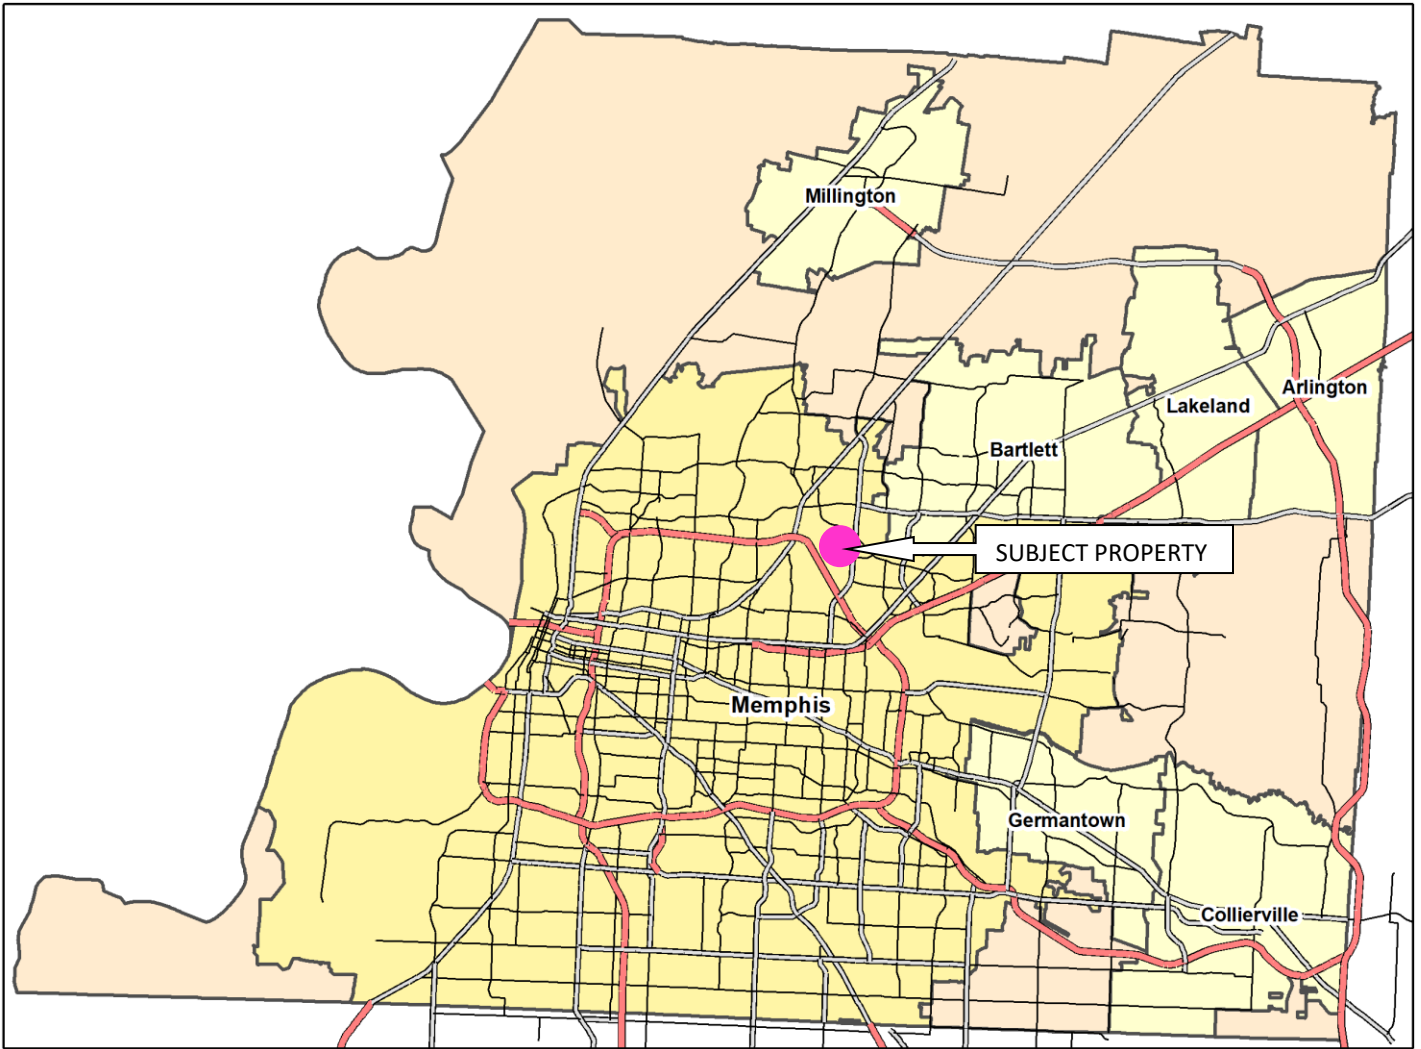 Millington
Arlington
Lakeland
Bartlett
SUBJECT PROPERTY
Memphis
Germantown
Collierville